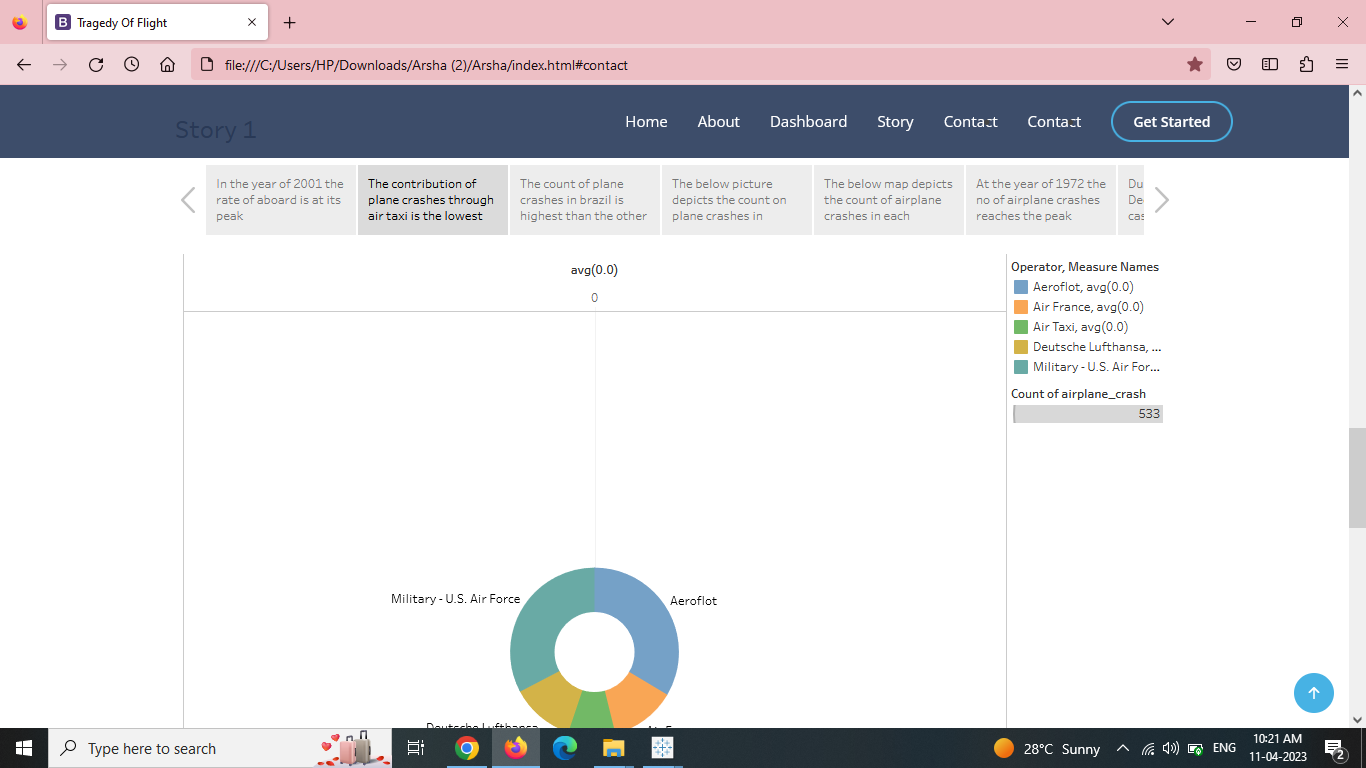 Tragedy Of Flight
file:///C:/Users/HP/Downloads/Arsha (2)/Arsha/index.html#contact
Story 1
Home
About
Dashboard
Story
Contact
Contact
Get Started
In the year of 2001 the
rate of aboard is at its
peak
The contribution of
plane crashes through
air taxi is the lowest
The count of plane
crashes in brazil is
highest than the other
The below picture
depicts the count on
plane crashes in
The below map depicts
the count of airplane
crashes in each
At the year of 1972 the
no of airplane crashes
reaches the peak
avg(0.0)
0
Operator, Measure Names
Aeroflot, avg(0.0)
Air France, avg(0.0)
Air Taxi, avg(0.0)
Deutsche Lufthansa, ...
Military - U.S. Air For...
Count of airplane_crash
533
Military - U.S. Air Force
Aeroflot
Deutsche Lufthansa
Type here to search
28°C Sunny
ENG
10:21 AM
11-04-2023
2